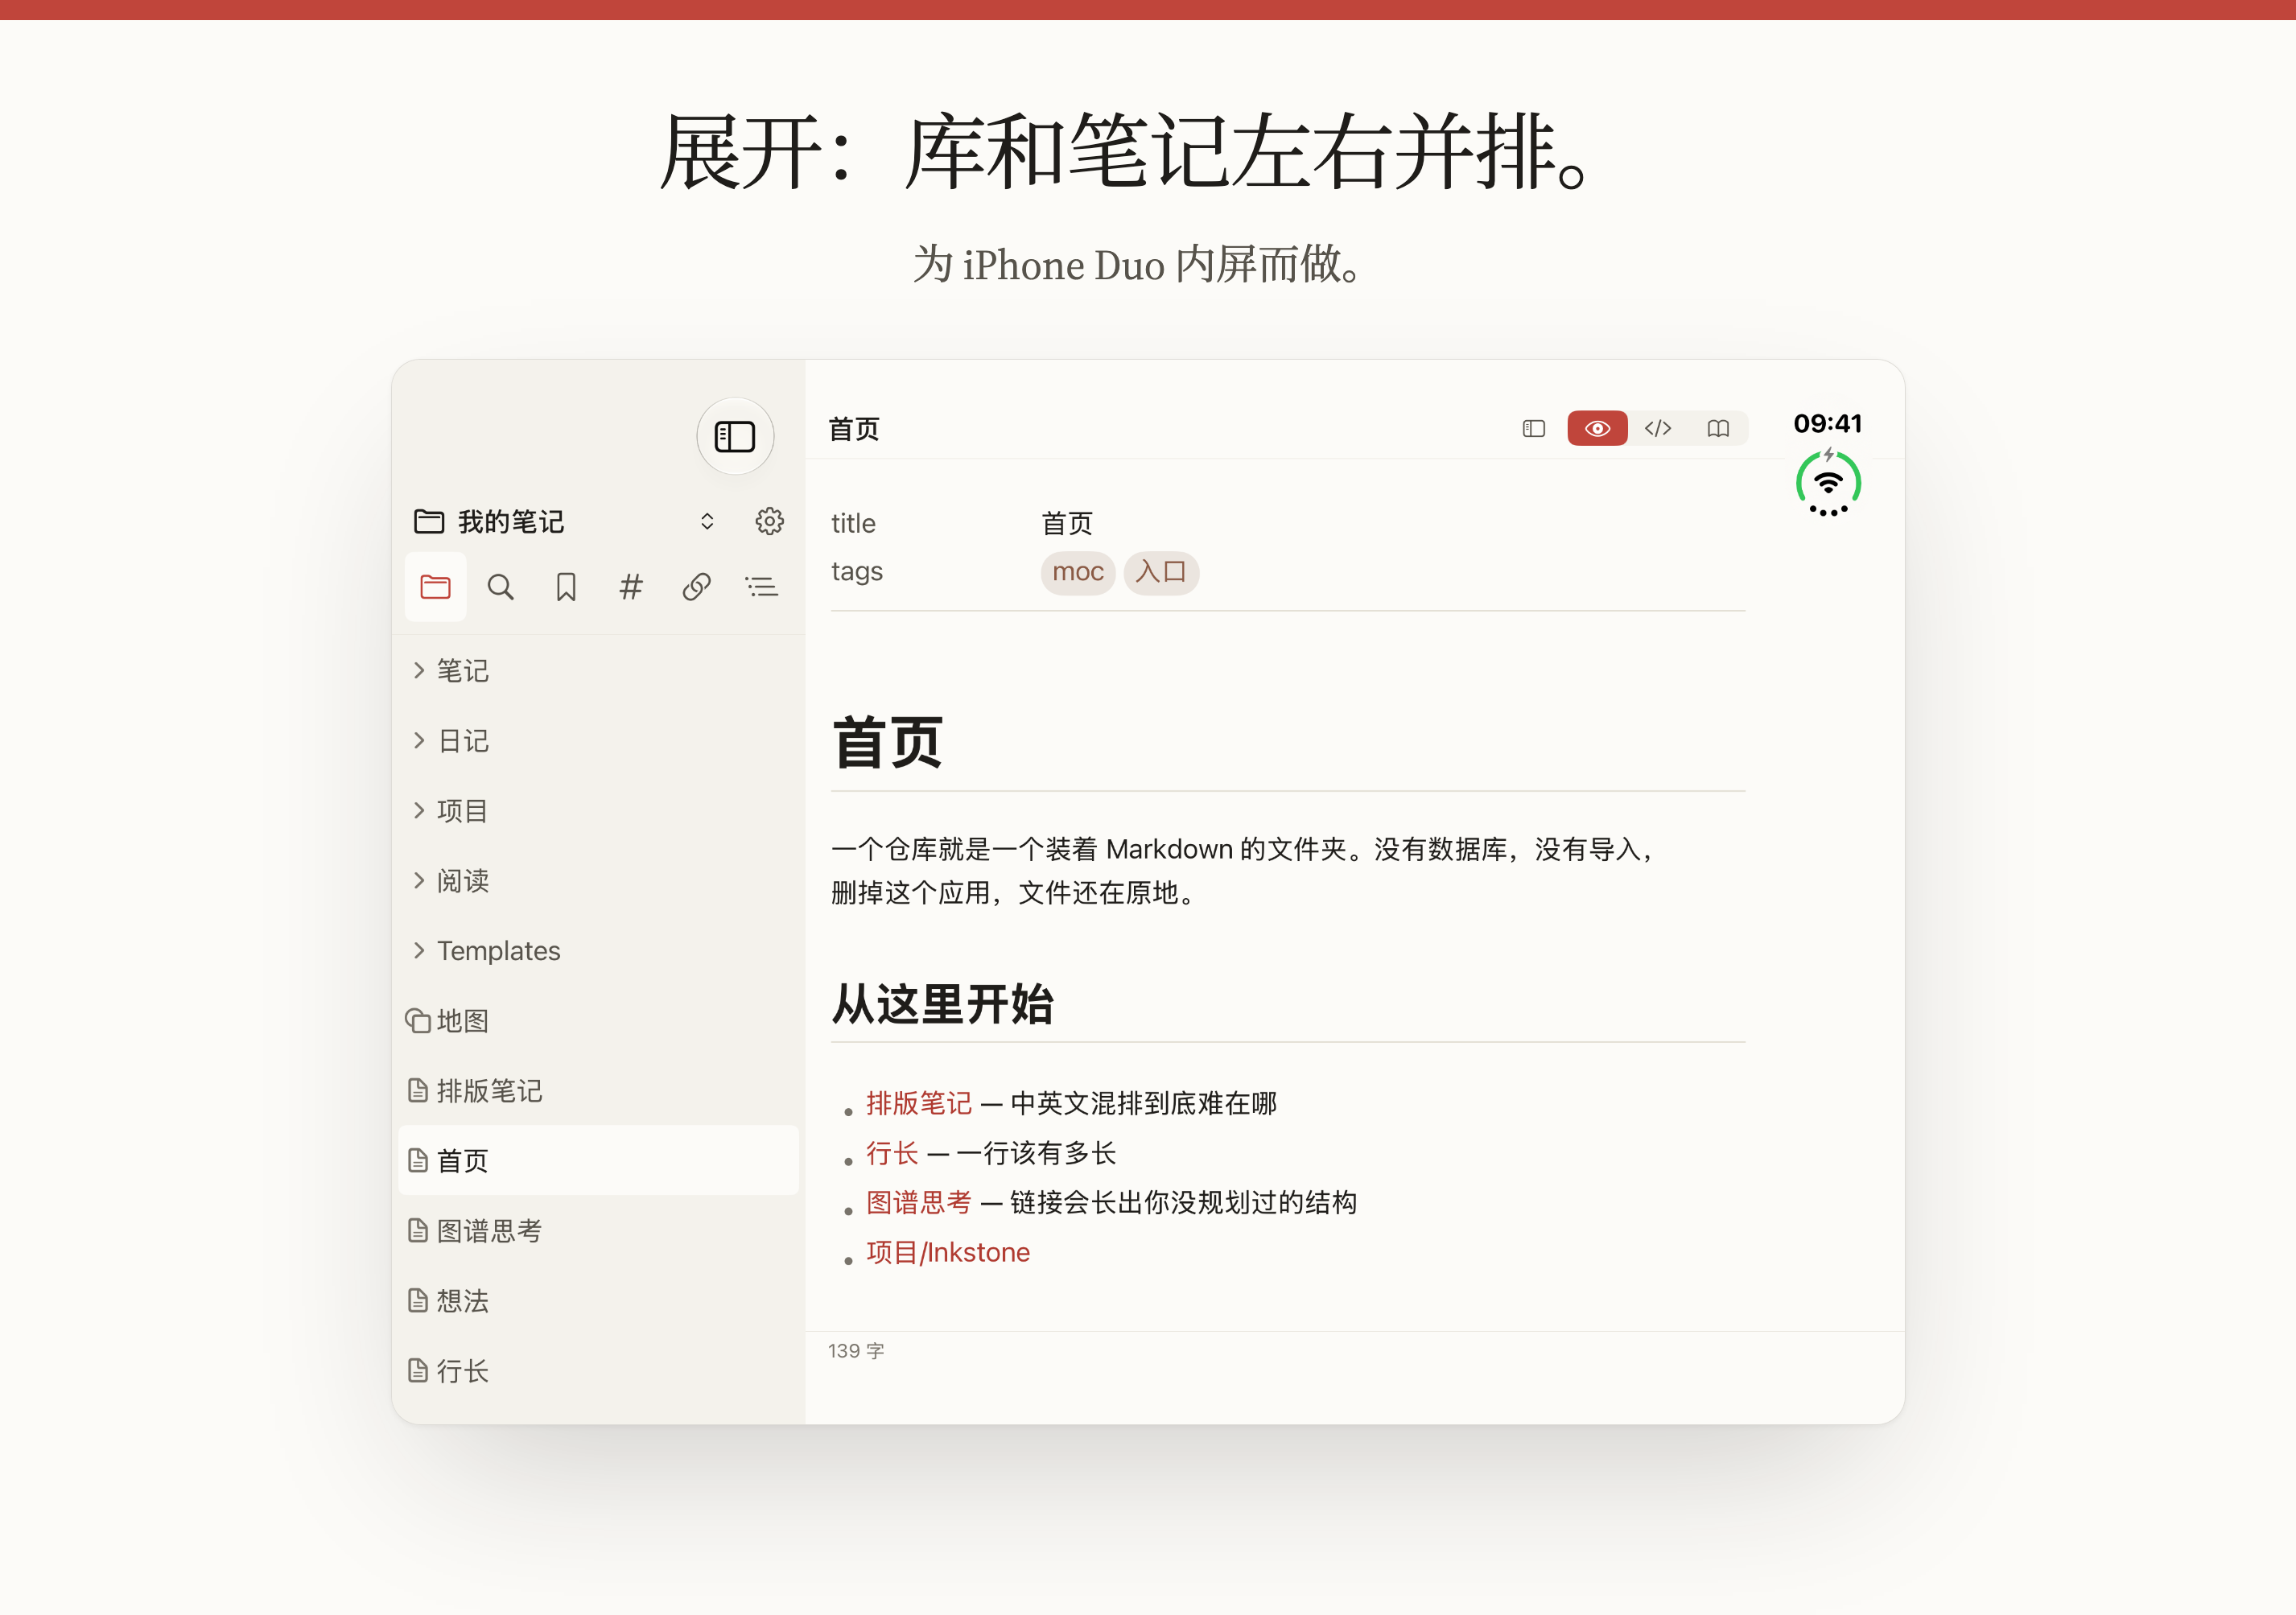 展开：库和笔记左右并排。
为 iPhone Duo 内屏而做。
首页
09:41
我的笔记
title 首页
tags moc 入口
笔记
日记
项目
阅读
Templates
地图
排版笔记
首页
图谱思考
想法
行长
首页
一个仓库就是一个装着 Markdown 的文件夹。没有数据库，没有导入，
删掉这个应用，文件还在原地。
从这里开始
排版笔记 — 中英文混排到底难在哪
行长 — 一行该有多长
图谱思考 — 链接会长出你没规划过的结构
项目/Inkstone
139 字